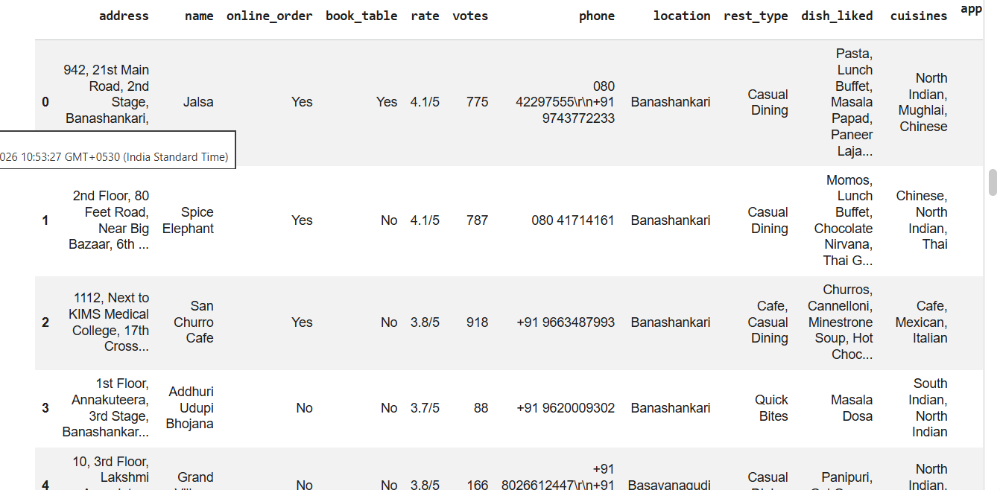 address name online_order book_table rate votes phone location rest_type dish_liked cuisines app
0 942, 21st Main Road, 2nd Stage, Banashankari, Jalsa Yes Yes 4.1/5 775 080 42297555\r\n+91 9743772233 Banashankari Casual Dining Pasta, Lunch Buffet, Masala Papad, Paneer Laja... North Indian, Mughlai, Chinese
026 10:53:27 GMT+0530 (India Standard Time)
1 2nd Floor, 80 Feet Road, Near Big Bazaar, 6th ... Spice Elephant Yes No 4.1/5 787 080 41714161 Banashankari Casual Dining Momos, Lunch Buffet, Chocolate Nirvana, Thai G... Chinese, North Indian, Thai
2 1112, Next to KIMS Medical College, 17th Cross... San Churro Cafe Yes No 3.8/5 918 +91 9663487993 Banashankari Cafe, Casual Dining Churros, Cannelloni, Minestrone Soup, Hot Choc... Cafe, Mexican, Italian
3 1st Floor, Annakuteera, 3rd Stage, Banashankar... Addhuri Udupi Bhojana No No 3.7/5 88 +91 9620009302 Banashankari Quick Bites Masala Dosa South Indian, North Indian
4 10, 3rd Floor, Lakshmi Grand No No 3.8/5 166 +91 8026612447\r\n+91 Basavanagudi Casual Panipuri, North Indian,